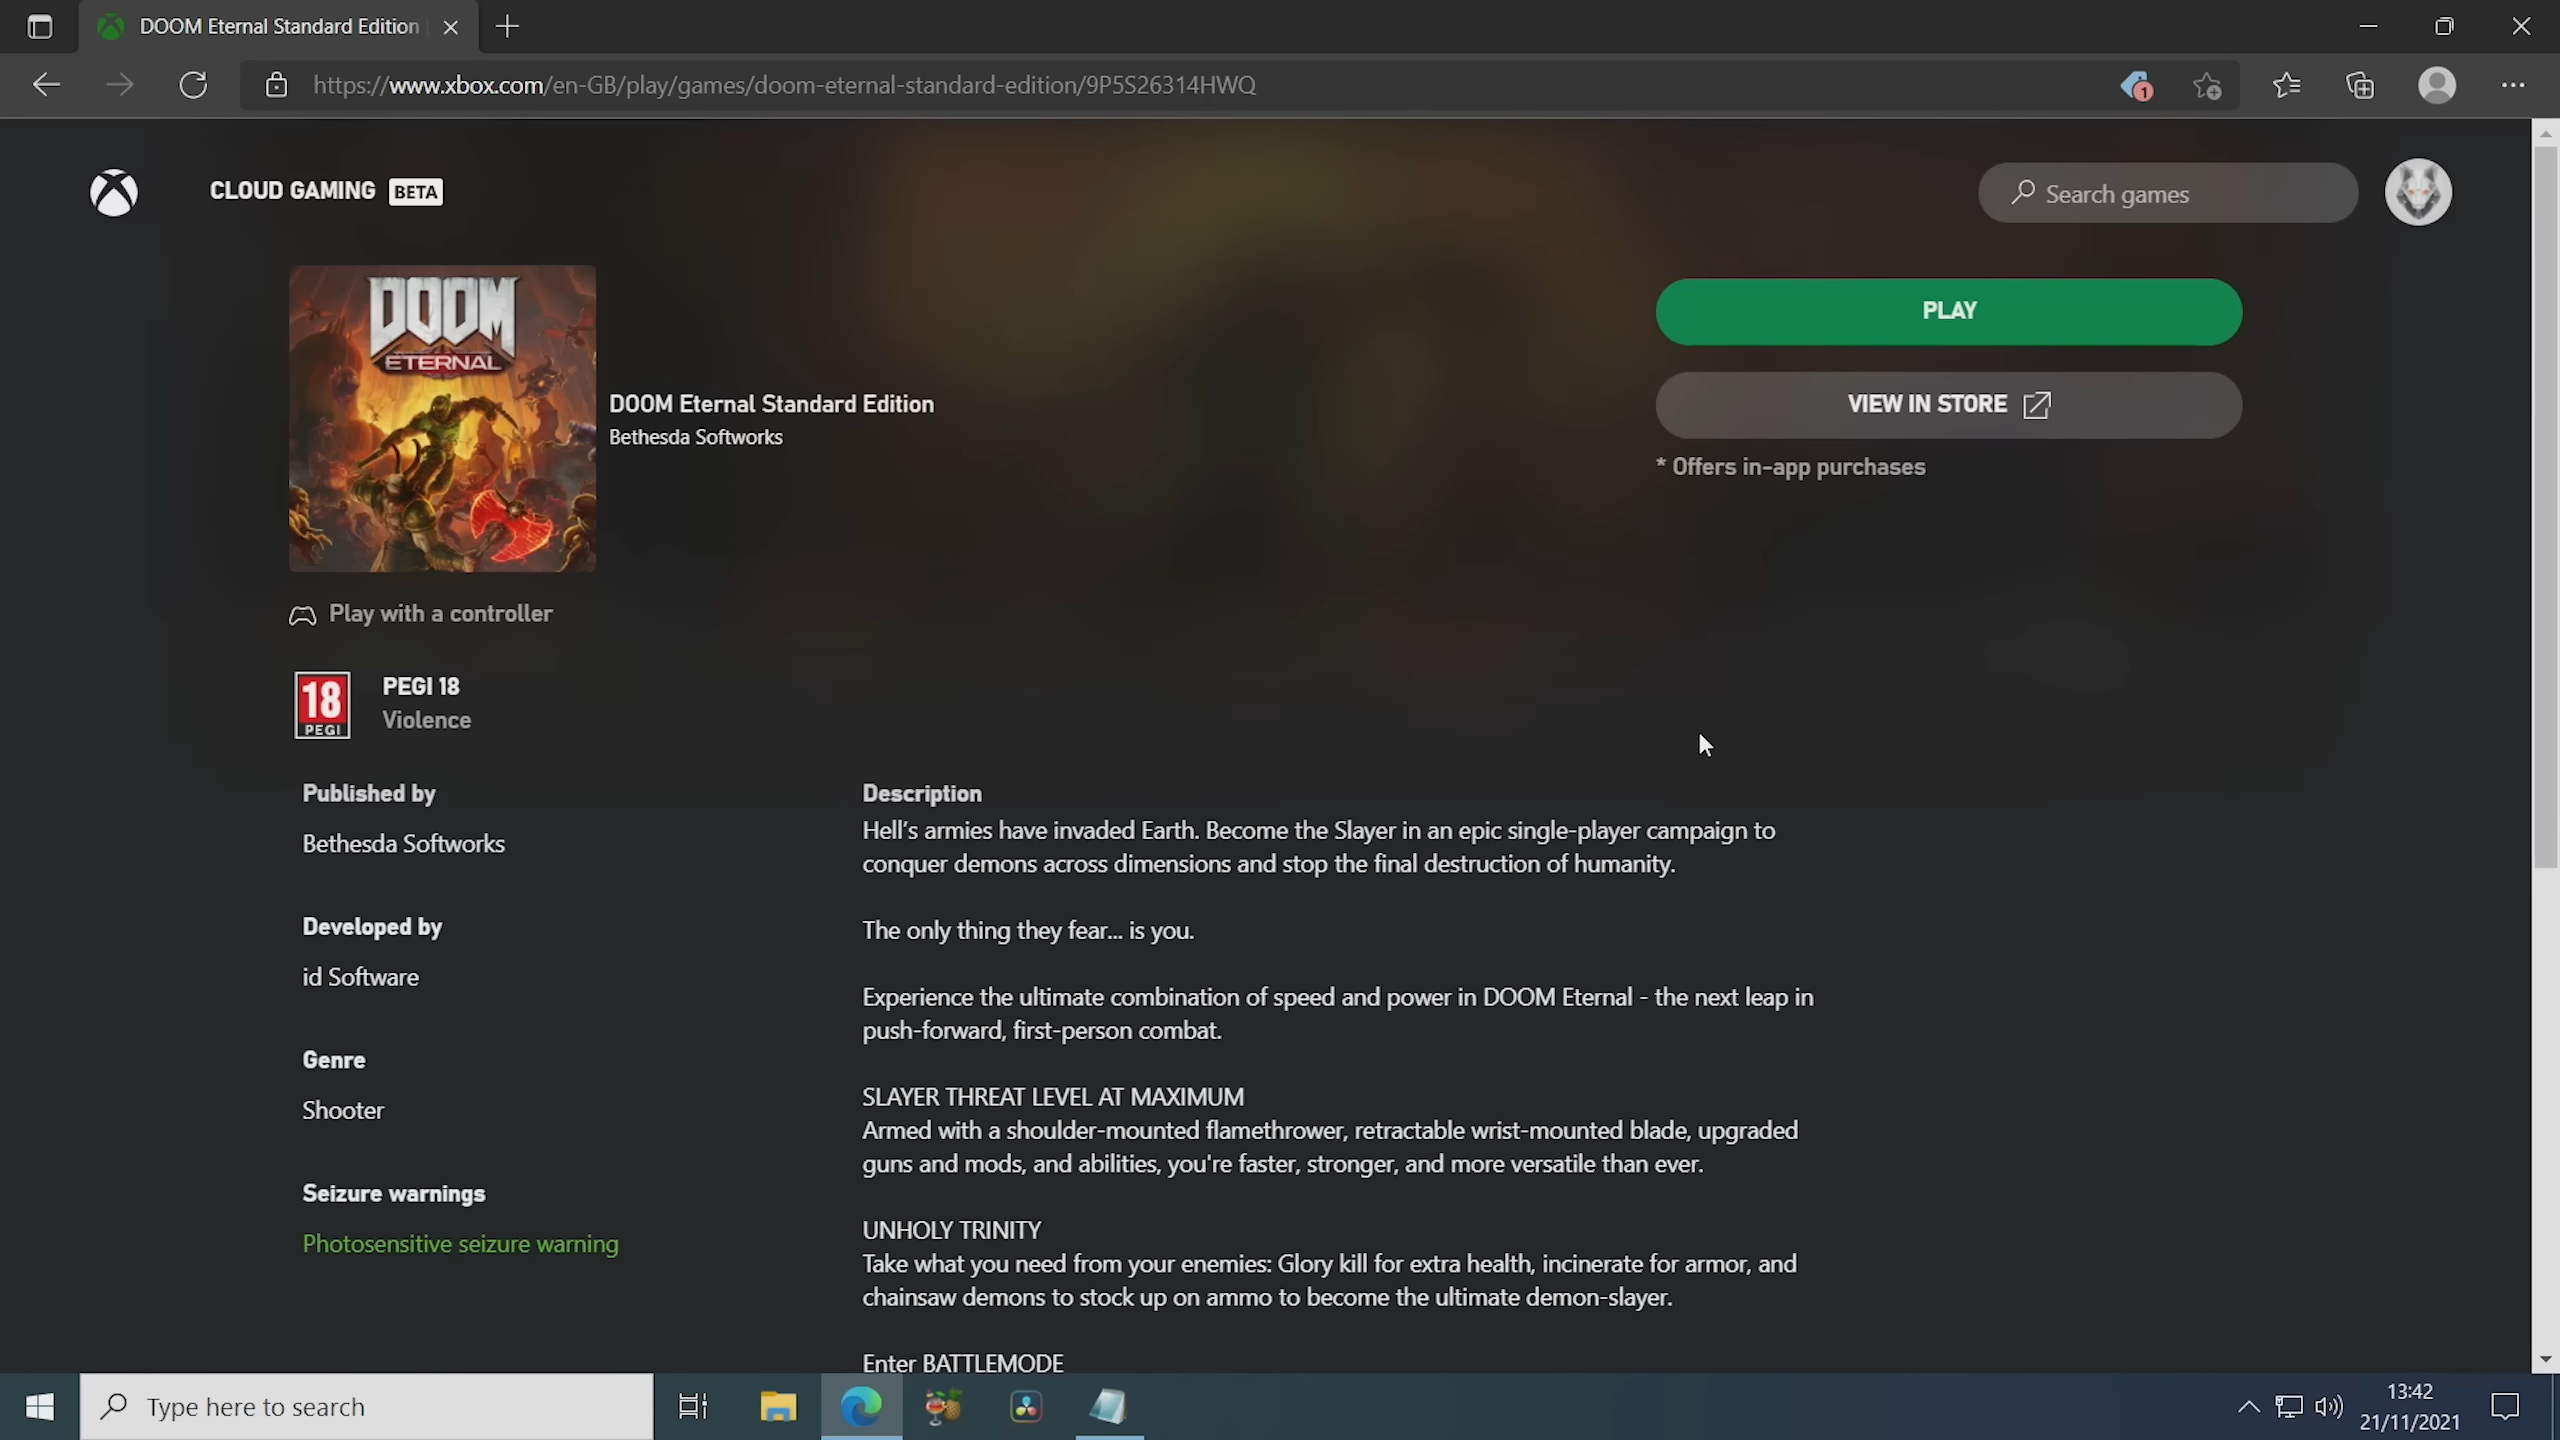 DOOM Eternal Standard Edition
https://www.xbox.com/en-GB/play/games/doom-eternal-standard-edition/9P5S26314HWQ
1
CLOUD GAMING BETA
Search games
DOOM
ETERNAL
DOOM Eternal Standard Edition
Bethesda Softworks
PLAY
VIEW IN STORE
* Offers in-app purchases
Play with a controller
18
PEGI
PEGI 18
Violence
Published by
Bethesda Softworks
Developed by
id Software
Genre
Shooter
Seizure warnings
Photosensitive seizure warning
Description
Hell's armies have invaded Earth. Become the Slayer in an epic single-player campaign to
conquer demons across dimensions and stop the final destruction of humanity.
The only thing they fear... is you.
Experience the ultimate combination of speed and power in DOOM Eternal - the next leap in
push-forward, first-person combat.
SLAYER THREAT LEVEL AT MAXIMUM
Armed with a shoulder-mounted flamethrower, retractable wrist-mounted blade, upgraded
guns and mods, and abilities, you're faster, stronger, and more versatile than ever.
UNHOLY TRINITY
Take what you need from your enemies: Glory kill for extra health, incinerate for armor, and
chainsaw demons to stock up on ammo to become the ultimate demon-slayer.
Enter BATTLEMODE
Type here to search
13:42
21/11/2021